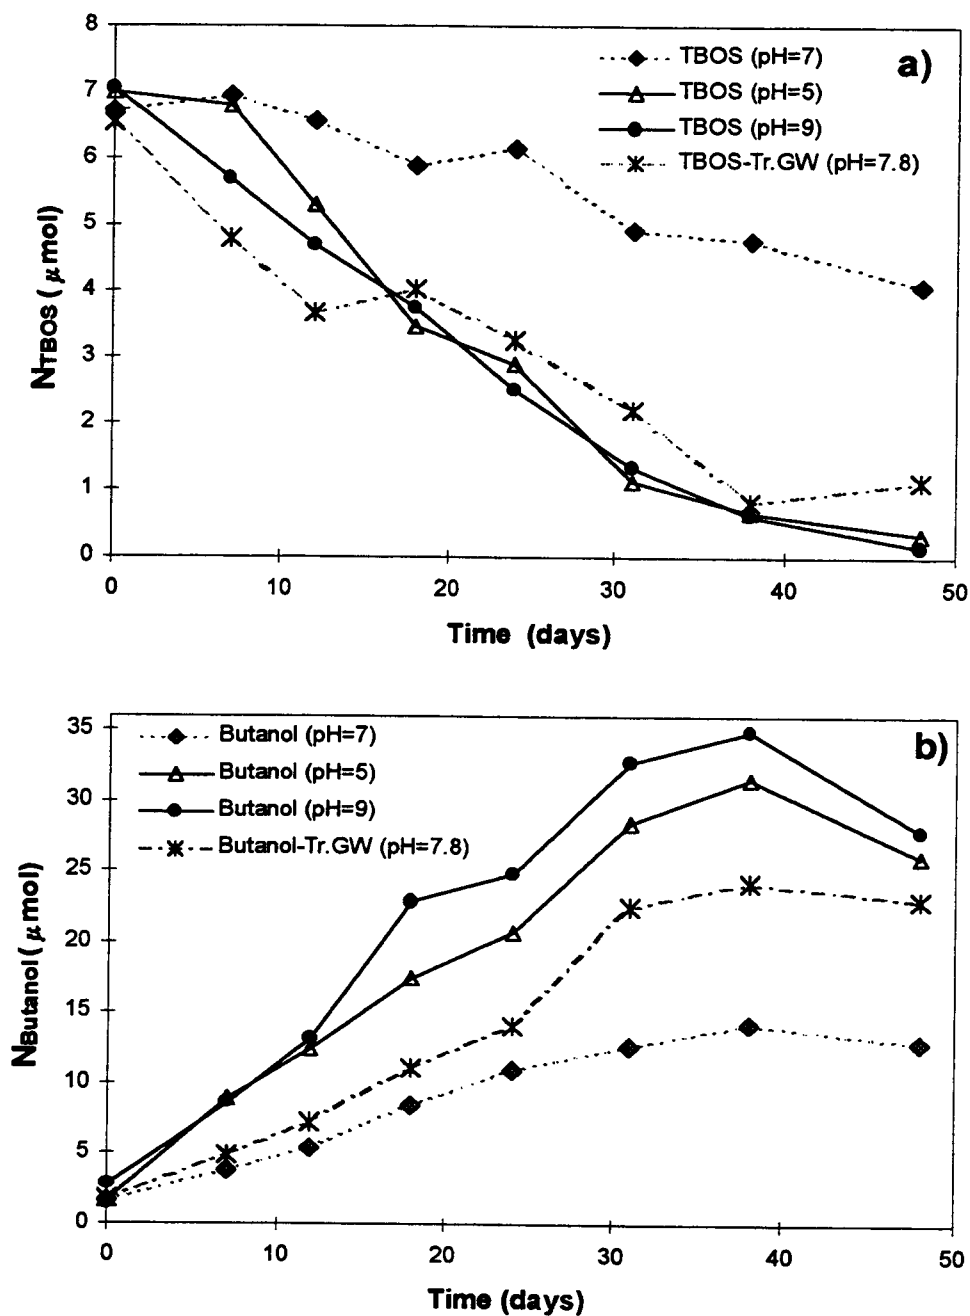 8
7
6
5
4
3
2
1
0
NTBOS (μmol)
TBOS (pH=7)
TBOS (pH=5)
TBOS (pH=9)
TBOS-Tr.GW (pH=7.8)
a)
0 10 20 30 40 50
Time (days)
35
30
25
20
15
10
5
0
NButanol (μmol)
Butanol (pH=7)
Butanol (pH=5)
Butanol (pH=9)
Butanol-Tr.GW (pH=7.8)
b)
0 10 20 30 40 50
Time (days)